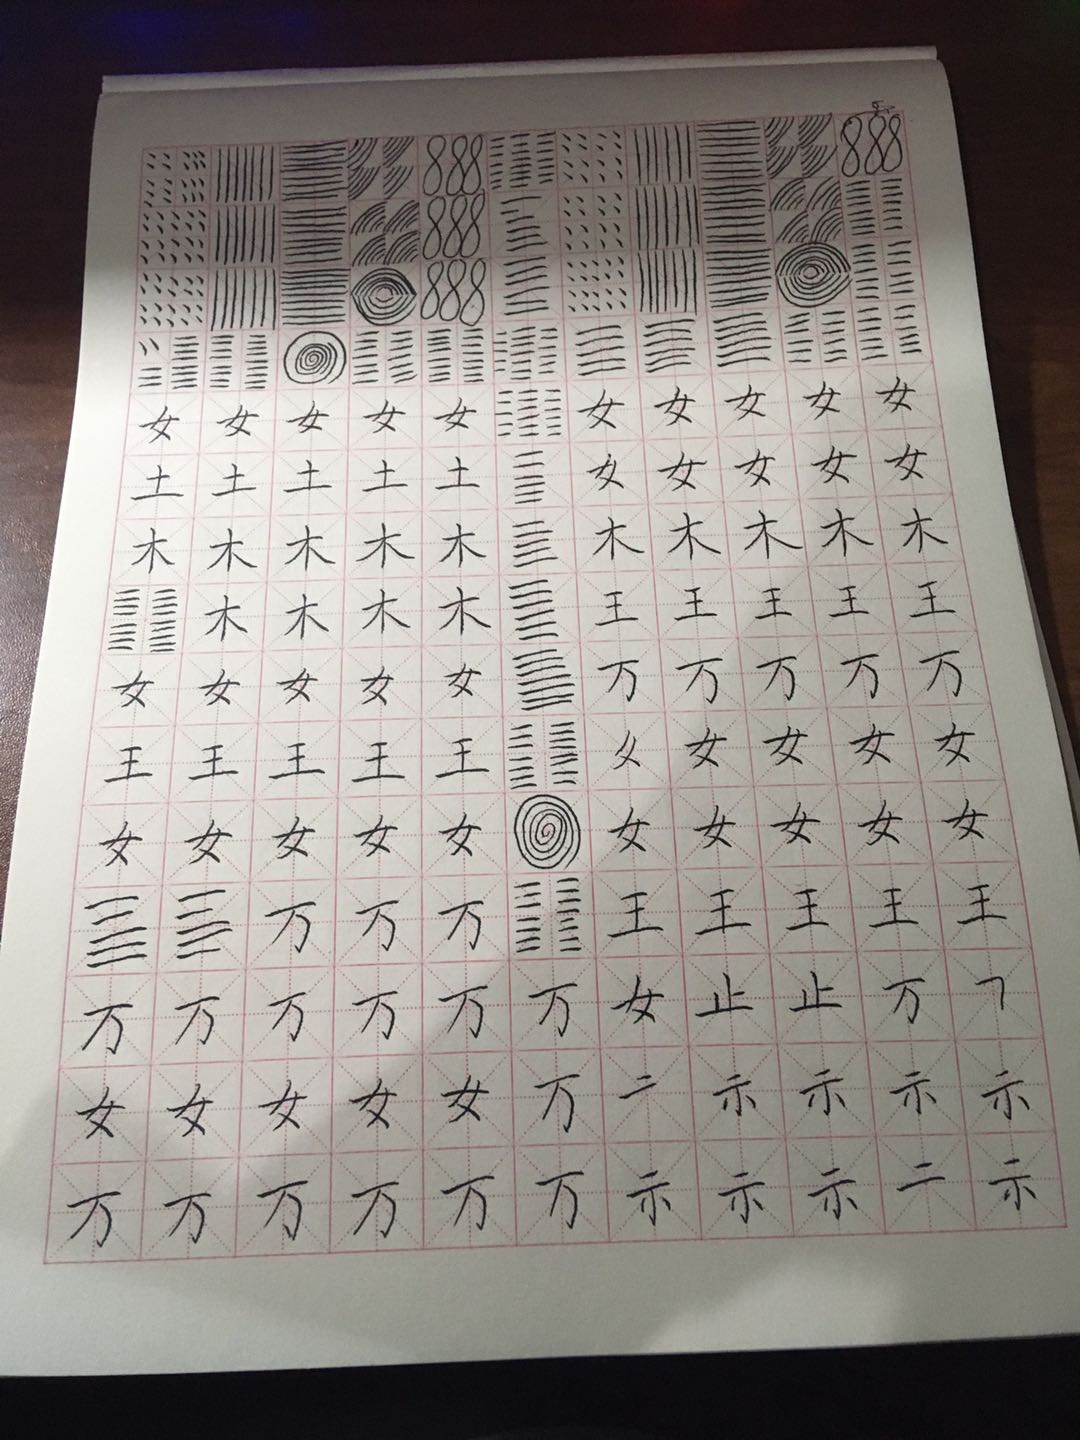 女 女 女 女 女 女 女 女 女 女
土 土 土 土 土 女 女 女 女 女
木 木 木 木 木 木 木 木 木 木
木 木 木 木 王 王 王 王 王
女 女 女 女 女 万 万 万 万 万
王 王 王 王 王 女 女 女 女
女 女 女 女 女 女 女 女 女 女
万 万 万 王 王 王 王 王
万 万 万 万 万 万 女 止 止 万
女 女 女 女 女 万 二 示 示 示 示
万 万 万 万 万 万 示 示 示 二 示